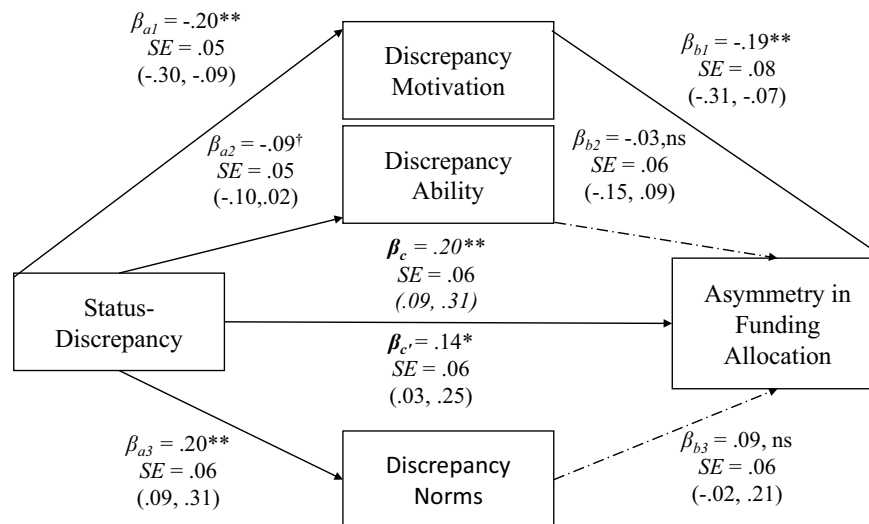 β_a1 = -.20**
SE = .05
(-.30, -.09)
Discrepancy
Motivation
β_b1 = -.19**
SE = .08
(-.31, -.07)
β_a2 = -.09†
SE = .05
(-.10,.02)
Discrepancy
Ability
β_b2 = -.03,ns
SE = .06
(-.15, .09)
β_c = .20**
SE = .06
(.09, .31)
Status-
Discrepancy
Asymmetry in
Funding
Allocation
β_c' = .14*
SE = .06
(.03, .25)
β_a3 = .20**
SE = .06
(.09, .31)
Discrepancy
Norms
β_b3 = .09, ns
SE = .06
(-.02, .21)